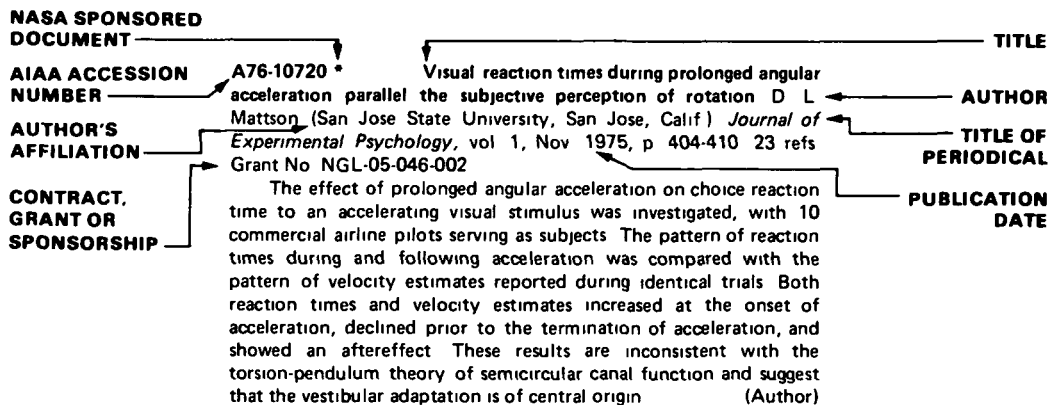 NASA SPONSORED
DOCUMENT
TITLE
AIAA ACCESSION
NUMBER
A76-10720 * Visual reaction times during prolonged angular
acceleration parallel the subjective perception of rotation D L
AUTHOR
Mattson (San Jose State University, San Jose, Calif) Journal of
AUTHOR'S
AFFILIATION
TITLE OF
PERIODICAL
Experimental Psychology, vol 1, Nov 1975, p 404-410 23 refs
Grant No NGL-05-046-002
CONTRACT,
GRANT OR
SPONSORSHIP
PUBLICATION
DATE
The effect of prolonged angular acceleration on choice reaction
time to an accelerating visual stimulus was investigated, with 10
commercial airline pilots serving as subjects The pattern of reaction
times during and following acceleration was compared with the
pattern of velocity estimates reported during identical trials Both
reaction times and velocity estimates increased at the onset of
acceleration, declined prior to the termination of acceleration, and
showed an aftereffect These results are inconsistent with the
torsion-pendulum theory of semicircular canal function and suggest
that the vestibular adaptation is of central origin (Author)